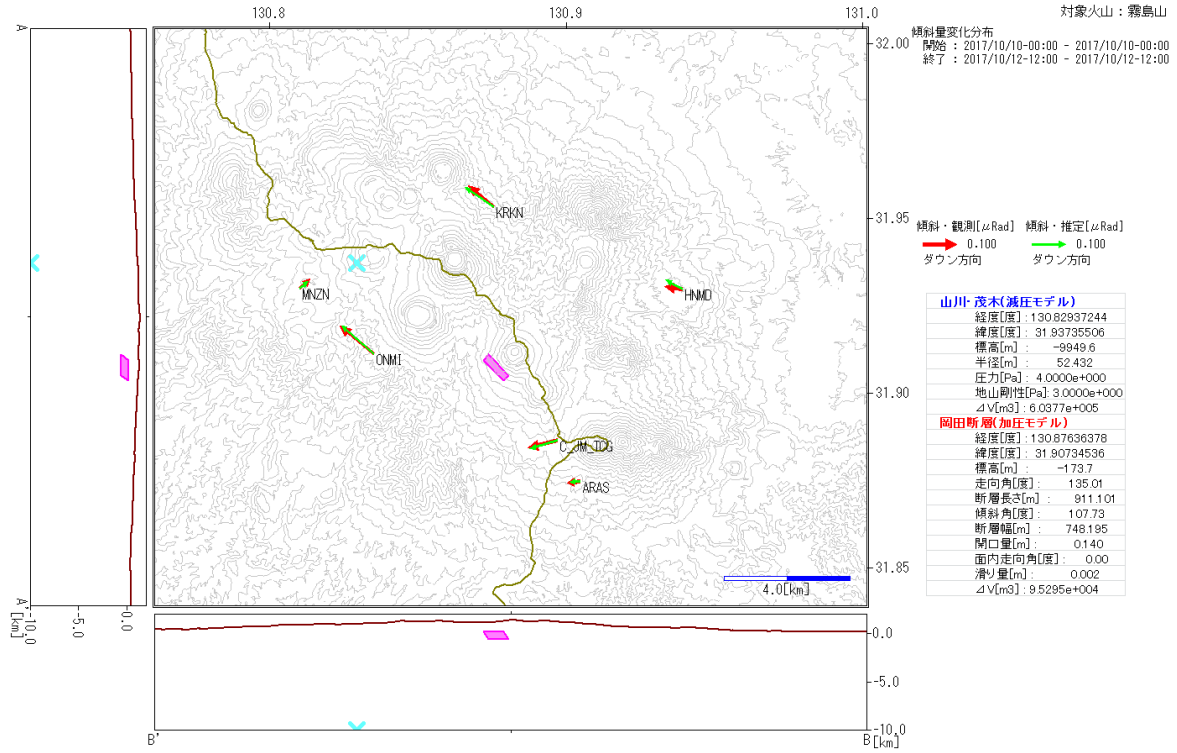 130.8 130.9 131.0
対象火山：霧島山
傾斜量変化分布
開始 : 2017/10/10-00:00 - 2017/10/10-00:00
終了 : 2017/10/12-12:00 - 2017/10/12-12:00
A
32.00
31.95
31.90
31.85
KRKN
MNZN
HNMD
ONMI
C_JM_TCG
ARAS
4.0[km]
傾斜・観測[μRad] 傾斜・推定[μRad]
0.100 0.100
ダウン方向 ダウン方向
山川・茂木(減圧モデル)
経度[度] : 130.82937244
緯度[度] : 31.93735506
標高[m] : -9949.6
半径[m] : 52.432
圧力[Pa] : 4.0000e+000
地山剛性[Pa]: 3.0000e+000
⊿V[m3] : 6.0377e+005
岡田断層(加圧モデル)
経度[度] : 130.87636378
緯度[度] : 31.90734536
標高[m] : -173.7
走向角[度] : 135.01
断層長さ[m] : 911.101
傾斜角[度] : 107.73
断層幅[m] : 748.195
開口量[m] : 0.140
面内走向角[度] : 0.00
滑り量[m] : 0.002
⊿V[m3] : 9.5295e+004
A'
-10.0 -5.0 0.0
[km]
-0.0
-5.0
-10.0
B' B [km]